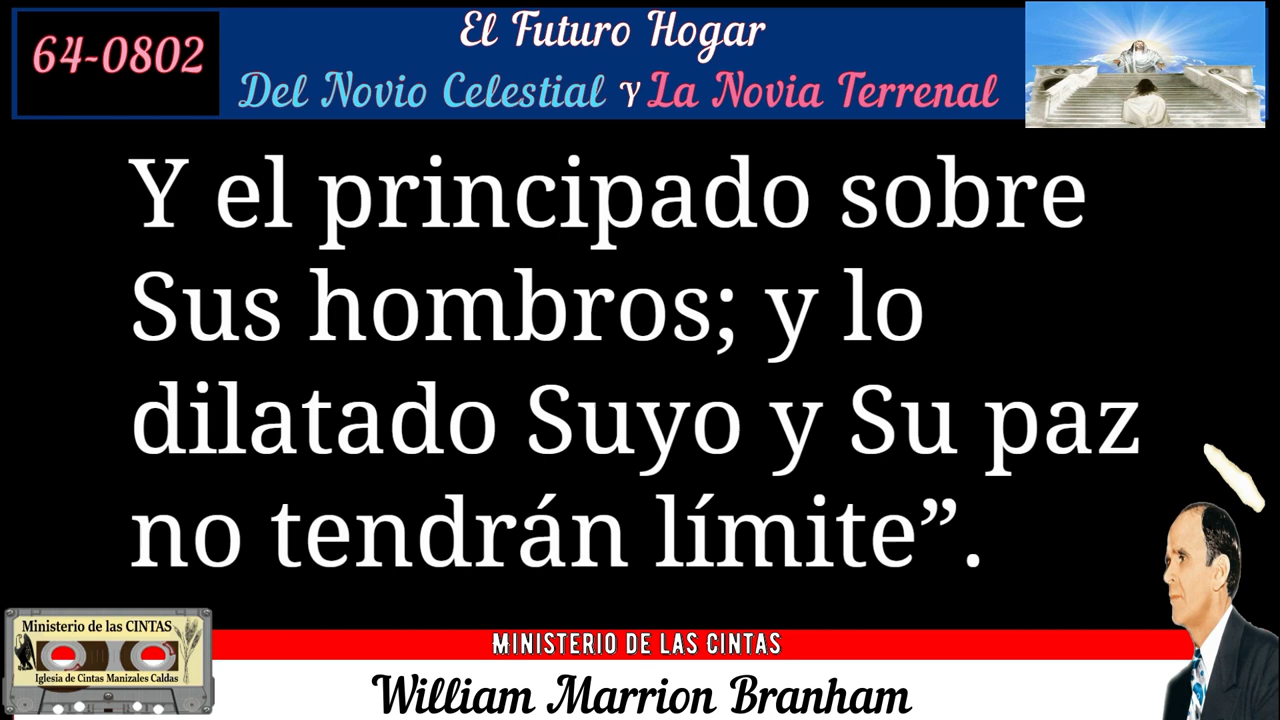 64-0802
El Futuro Hogar
Del Novio Celestial Y La Novia Terrenal
Y el principado sobre
Sus hombros; y lo
dilatado Suyo y Su paz
no tendrán límite”.
Ministerio de las CINTAS
Iglesia de Cintas Manizales Caldas
MINISTERIO DE LAS CINTAS
William Marrion Branham